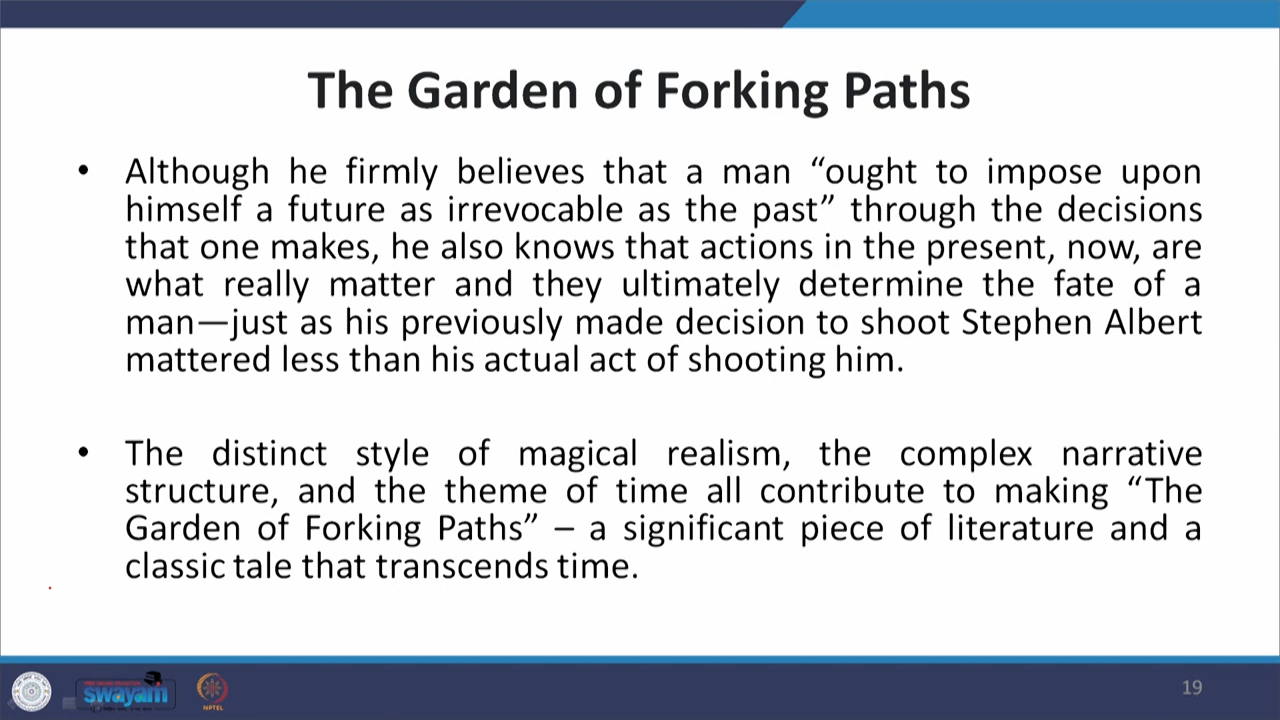 The Garden of Forking Paths
• Although he firmly believes that a man “ought to impose upon
himself a future as irrevocable as the past” through the decisions
that one makes, he also knows that actions in the present, now, are
what really matter and they ultimately determine the fate of a
man—just as his previously made decision to shoot Stephen Albert
mattered less than his actual act of shooting him.
• The distinct style of magical realism, the complex narrative
structure, and the theme of time all contribute to making “The
Garden of Forking Paths” – a significant piece of literature and a
classic tale that transcends time.
swayam
NPTEL
19